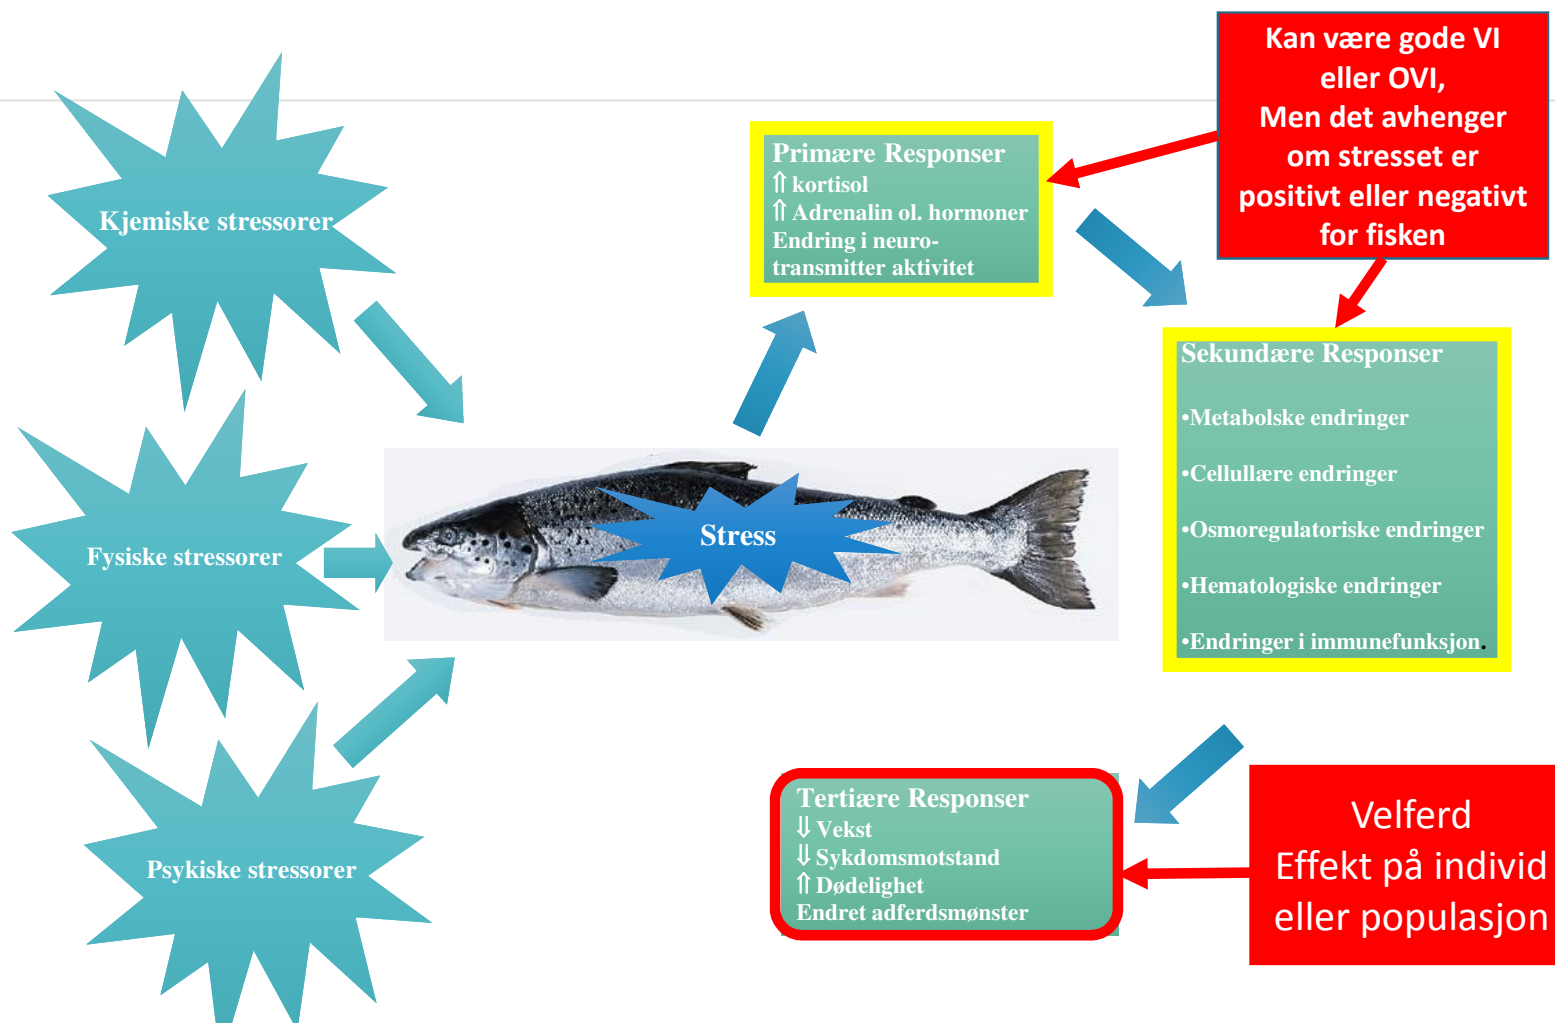 Kjemiske stressorer
Fysiske stressorer
Psykiske stressorer
Stress
Primære Responser
⇑ kortisol
⇑ Adrenalin ol. hormoner
Endring i neuro-
transmitter aktivitet
Kan være gode VI
eller OVI,
Men det avhenger
om stresset er
positivt eller negativt
for fisken
Sekundære Responser
•Metabolske endringer
•Cellullære endringer
•Osmoregulatoriske endringer
•Hematologiske endringer
•Endringer i immunefunksjon.
Tertiære Responser
⇓ Vekst
⇓ Sykdomsmotstand
⇑ Dødelighet
Endret adferdsmønster
Velferd
Effekt på individ
eller populasjon